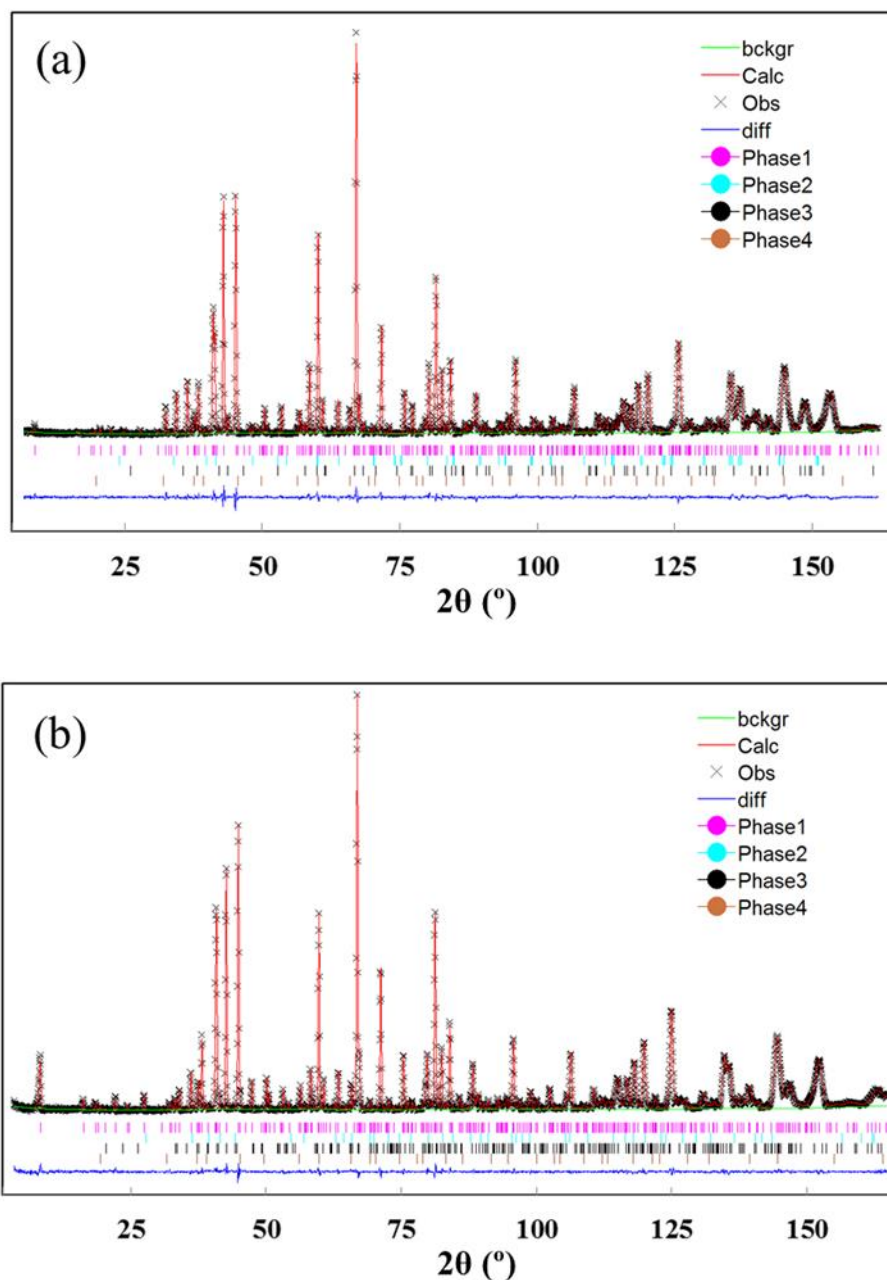 (a)
bckgr
Calc
Obs
diff
Phase1
Phase2
Phase3
Phase4
25 50 75 100 125 150
2θ (º)
(b)
bckgr
Calc
Obs
diff
Phase1
Phase2
Phase3
Phase4
25 50 75 100 125 150
2θ (º)